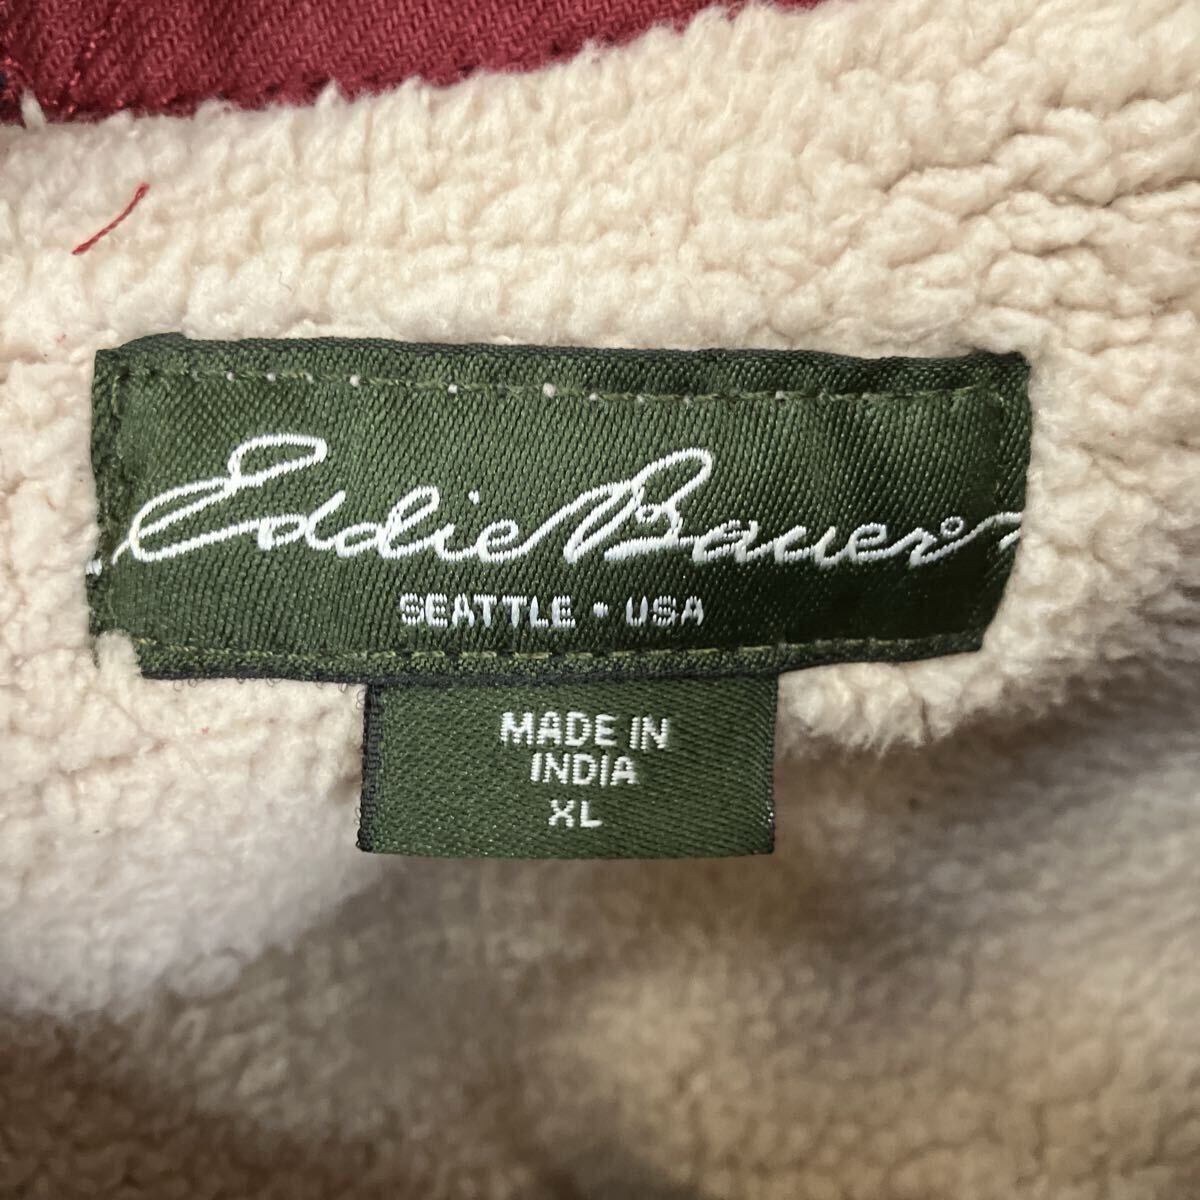 Eddie Bauer
SEATTLE • USA
MADE IN
INDIA
XL